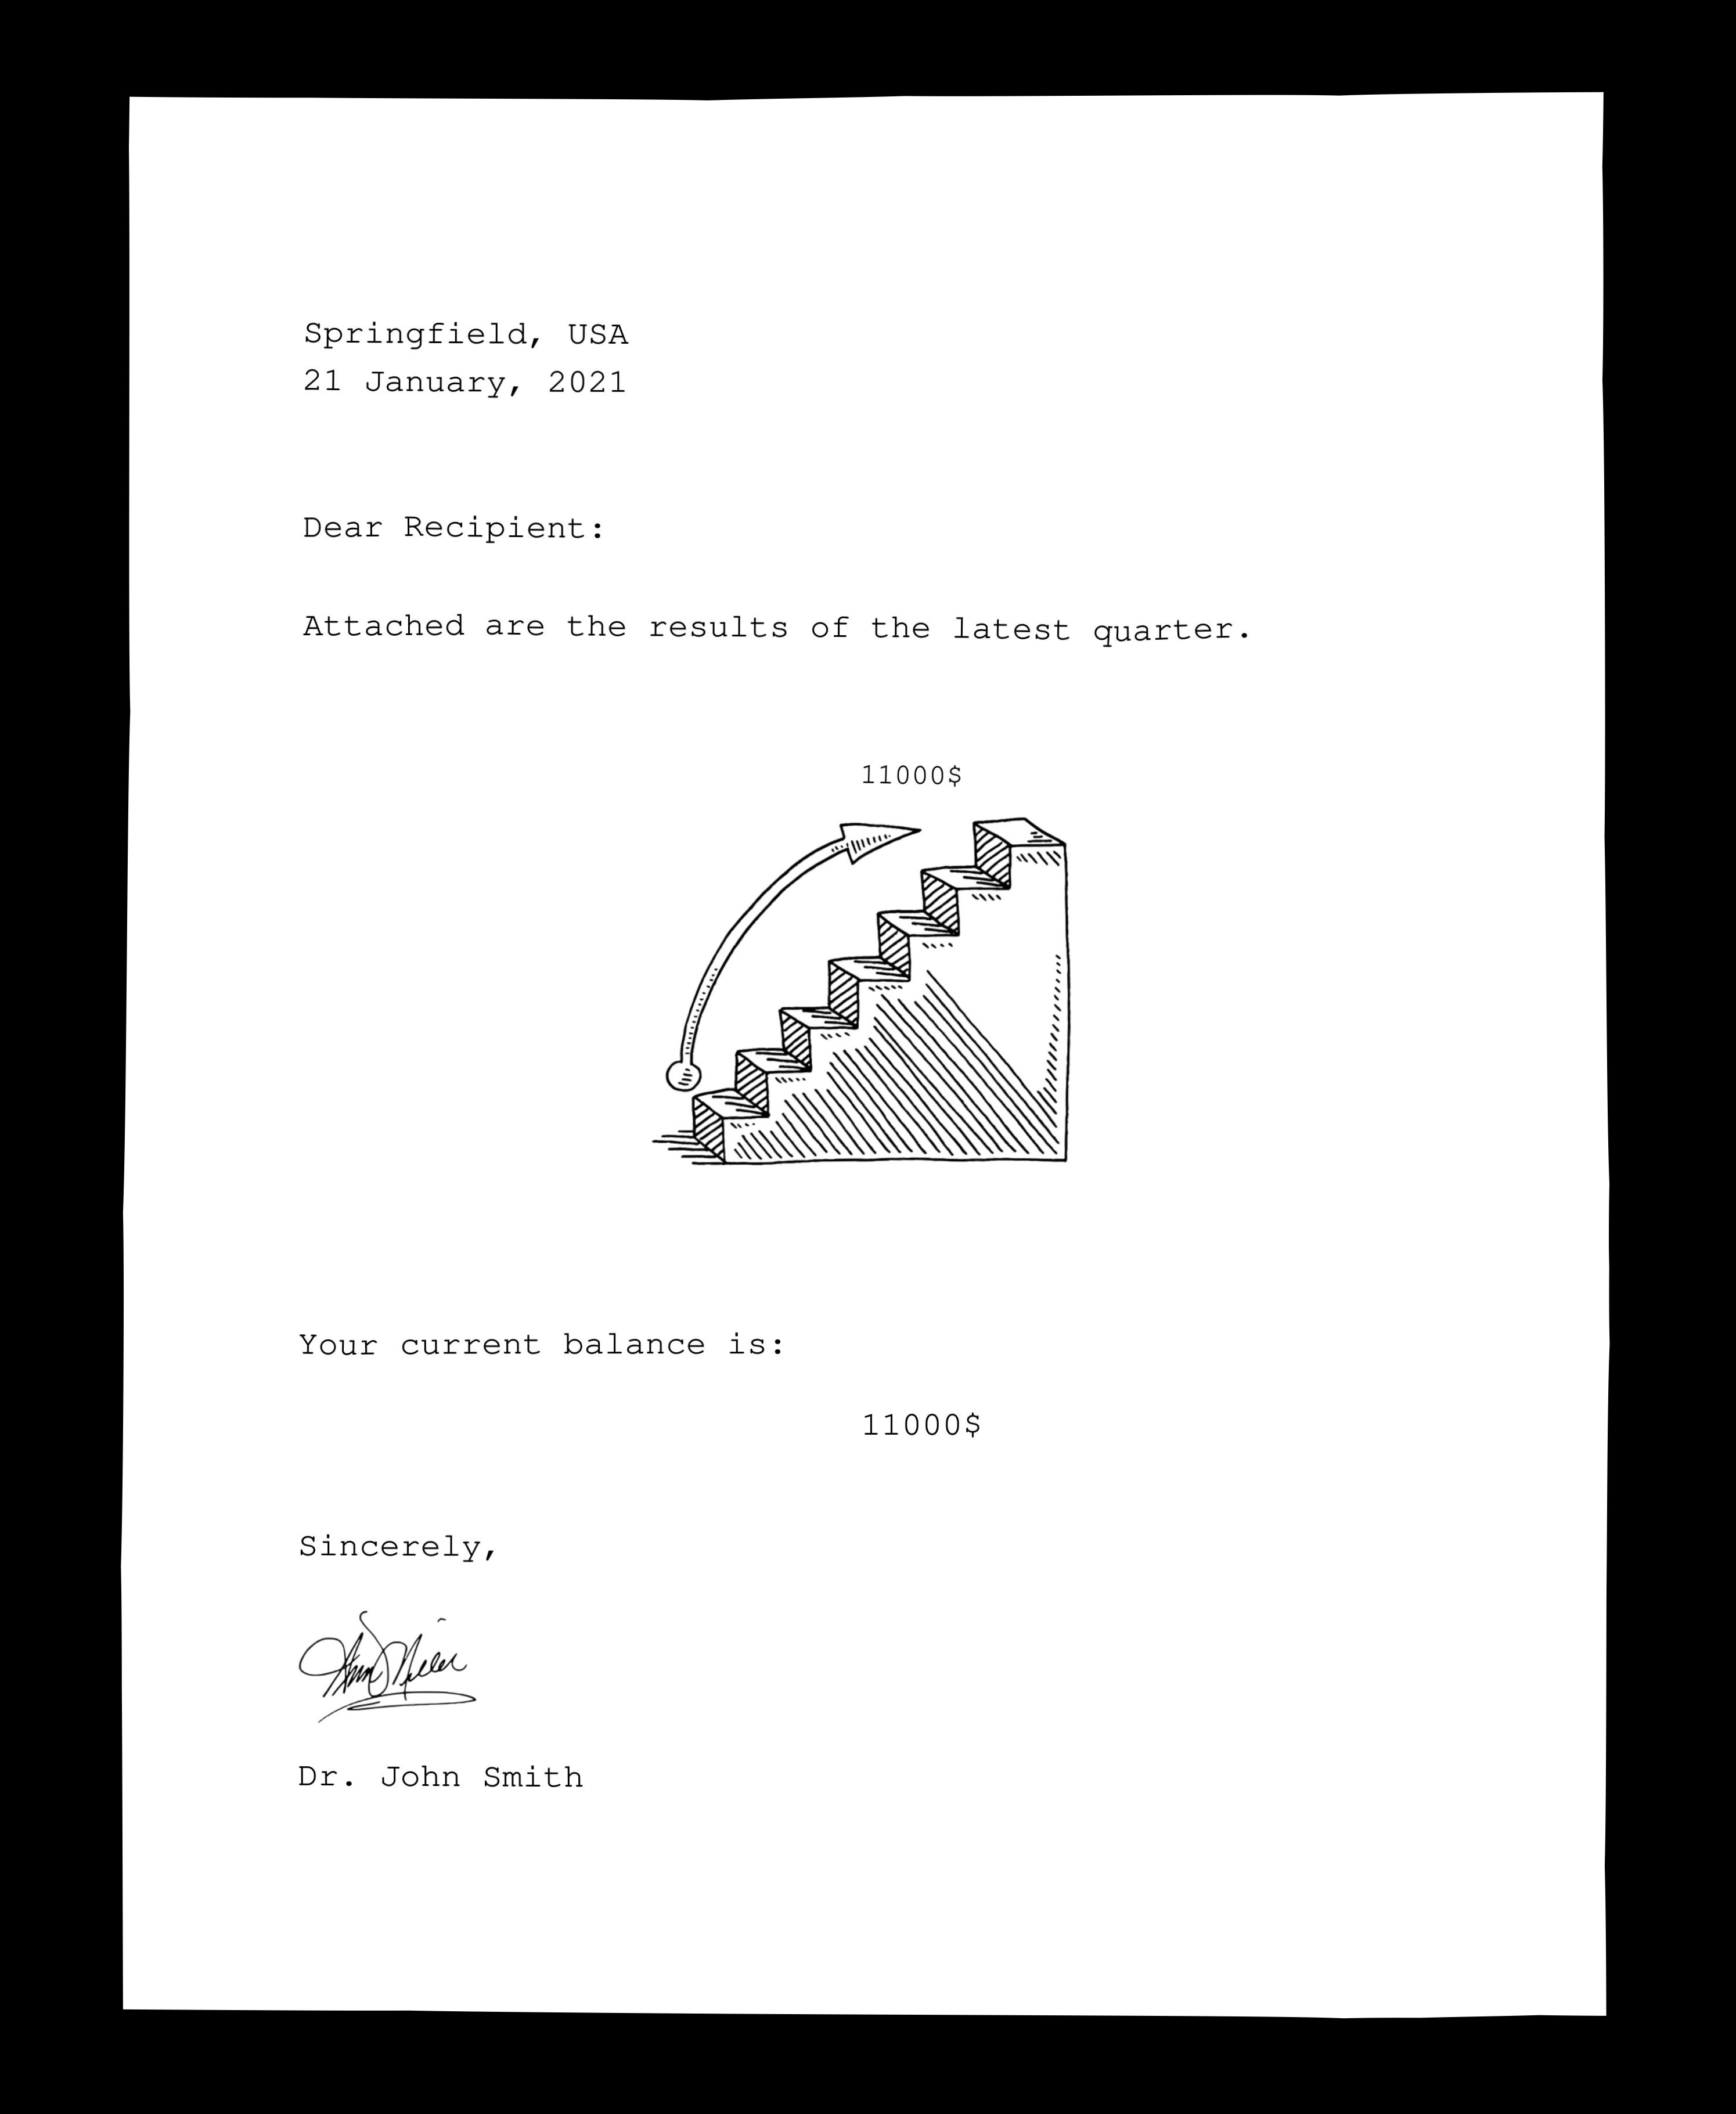 Springfield, USA
21 January, 2021
Dear Recipient:
Attached are the results of the latest quarter.
11000$
Your current balance is:
11000$
Sincerely,
Dr. John Smith